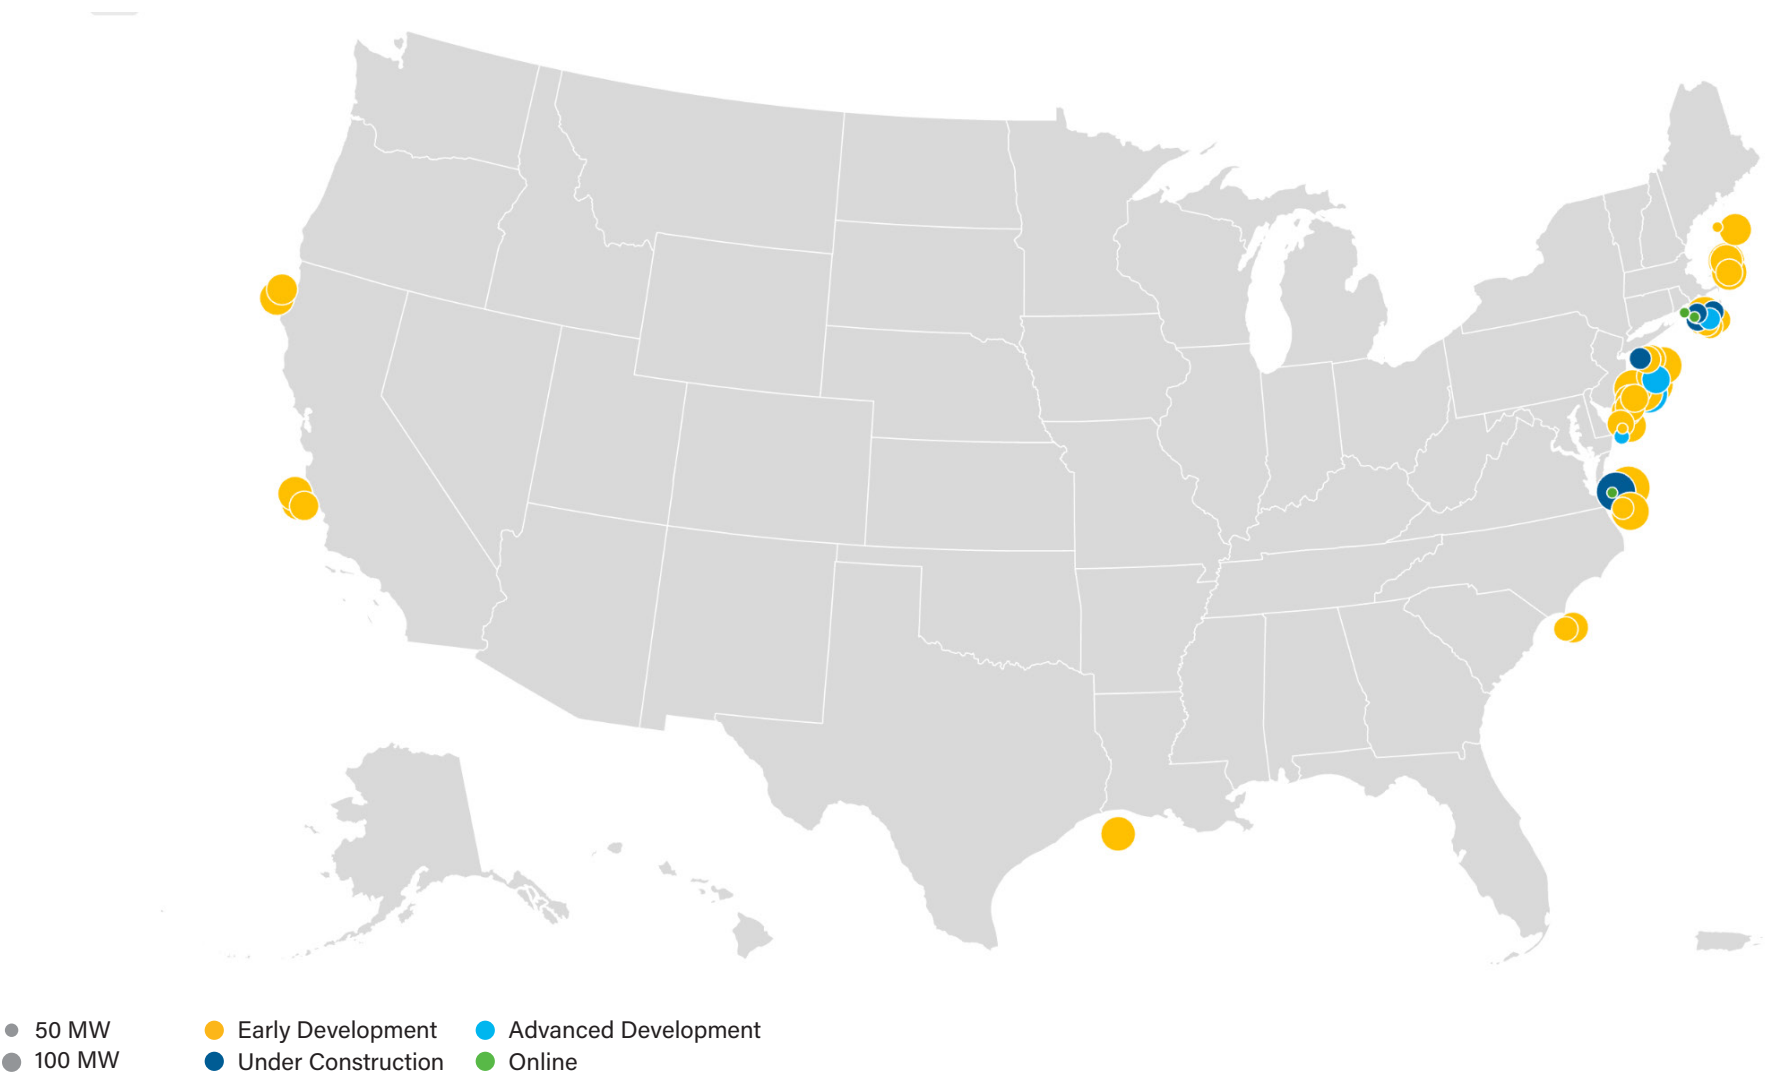 50 MW
Early Development
Advanced Development
100 MW
Under Construction
Online